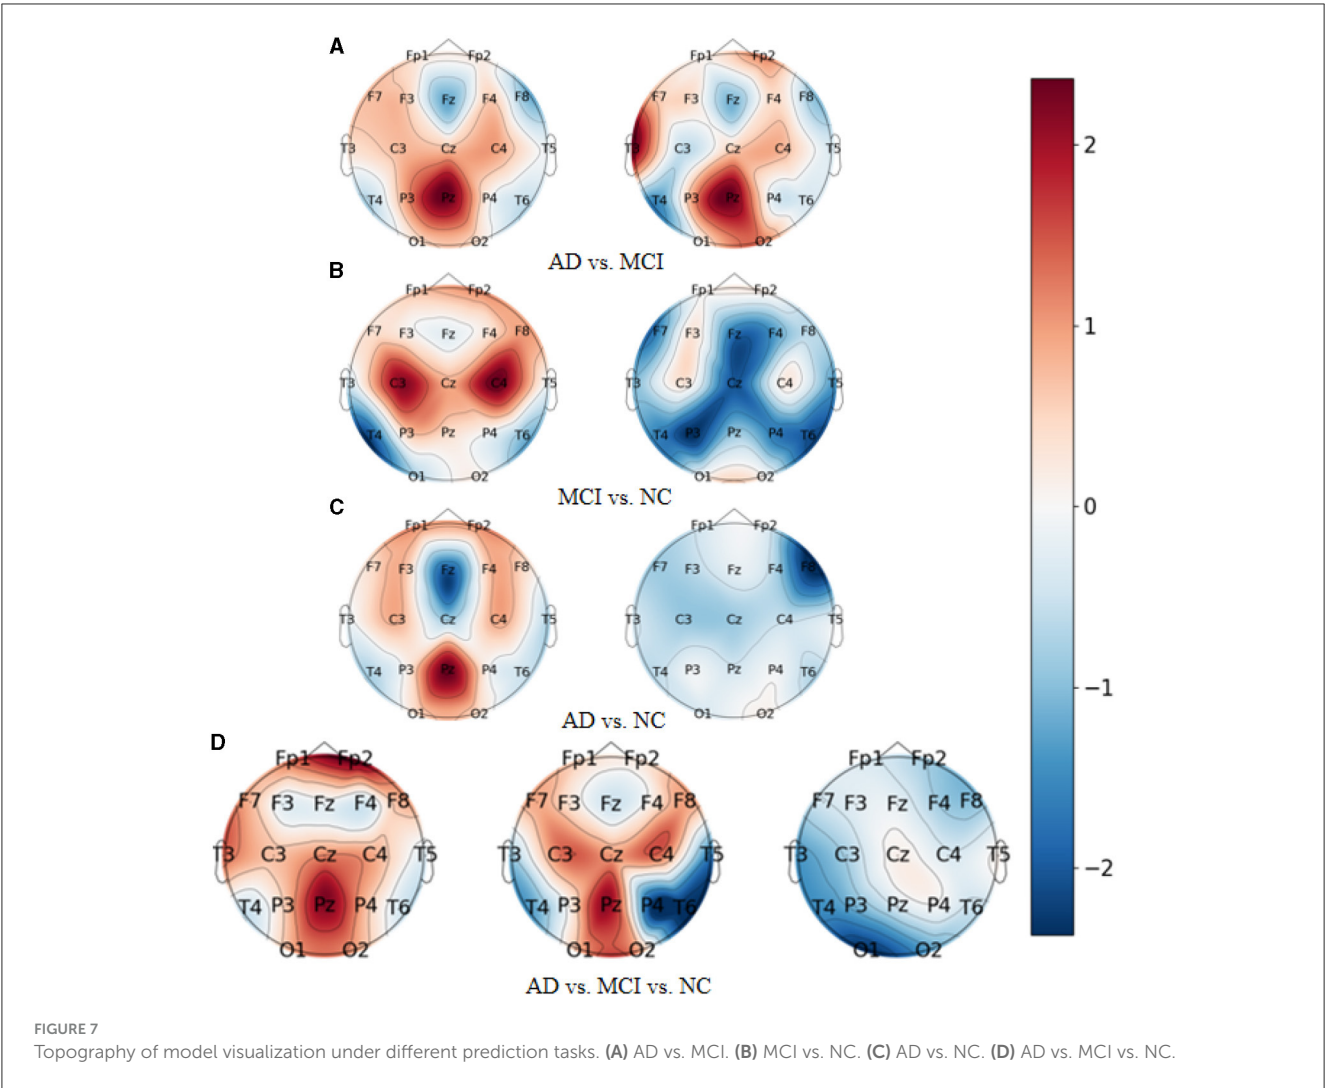 A
Fp1 Fp2 Fp1 Fp2
F7 F3 Fz F4 F8 F7 F3 Fz F4 F8
T3 C3 Cz C4 T5 T3 C3 Cz C4 T5
T4 P3 Pz P4 T6 T4 P3 Pz P4 T6
O1 O2 O1 O2
AD vs. MCI
B
Fp1 Fp2 Fp1 Fp2
F7 F3 Fz F4 F8 F7 F3 Fz F4 F8
T3 C3 Cz C4 T5 T3 C3 Cz C4 T5
T4 P3 Pz P4 T6 T4 P3 Pz P4 T6
O1 O2 O1 O2
MCI vs. NC
C
Fp1 Fp2 Fp1 Fp2
F7 F3 Fz F4 F8 F7 F3 Fz F4 F8
T3 C3 Cz C4 T5 T3 C3 Cz C4 T5
T4 P3 Pz P4 T6 T4 P3 Pz P4 T6
O1 O2 O1 O2
AD vs. NC
D
Fp1 Fp2 Fp1 Fp2 Fp1 Fp2
F7 F3 Fz F4 F8 F7 F3 Fz F4 F8 F7 F3 Fz F4 F8
T3 C3 Cz C4 T5 T3 C3 Cz C4 T5 T3 C3 Cz C4 T5
T4 P3 Pz P4 T6 T4 P3 Pz P4 T6 T4 P3 Pz P4 T6
O1 O2 O1 O2 O1 O2
AD vs. MCI vs. NC
2
1
0
−1
−2
FIGURE 7
Topography of model visualization under different prediction tasks. (A) AD vs. MCI. (B) MCI vs. NC. (C) AD vs. NC. (D) AD vs. MCI vs. NC.